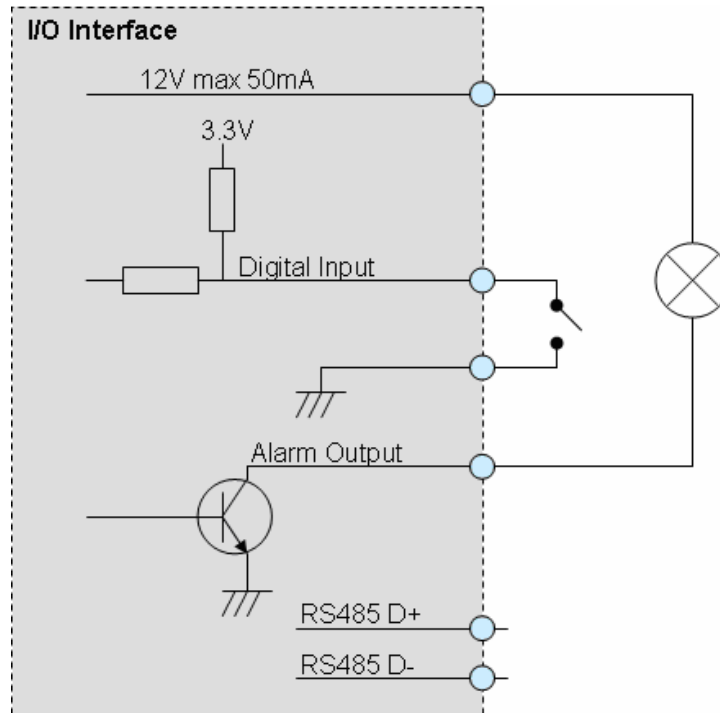 I/O Interface
12V max 50mA
3.3V
Digital Input
Alarm Output
RS485 D+
RS485 D-